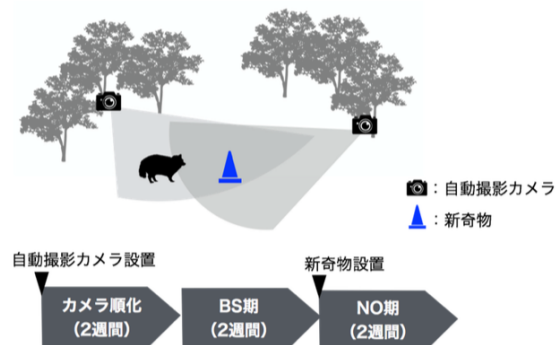 ：自動撮影カメラ
：新奇物
自動撮影カメラ設置
新奇物設置
カメラ順化
（2週間）
BS期
（2週間）
NO期
（2週間）